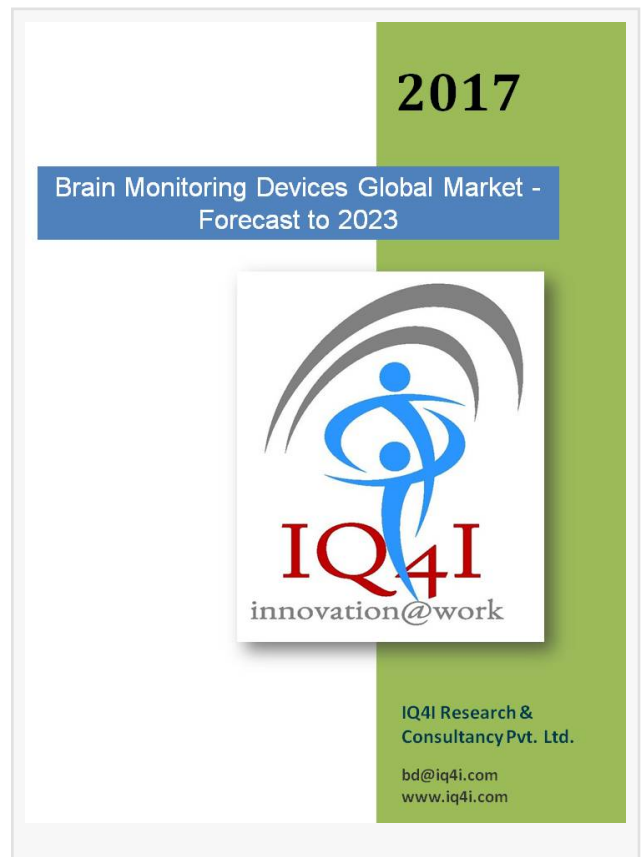 2017
Brain Monitoring Devices Global Market -
Forecast to 2023
IQ4I
innovation@work
IQ4I Research &
Consultancy Pvt. Ltd.
bd@iq4i.com
www.iq4i.com